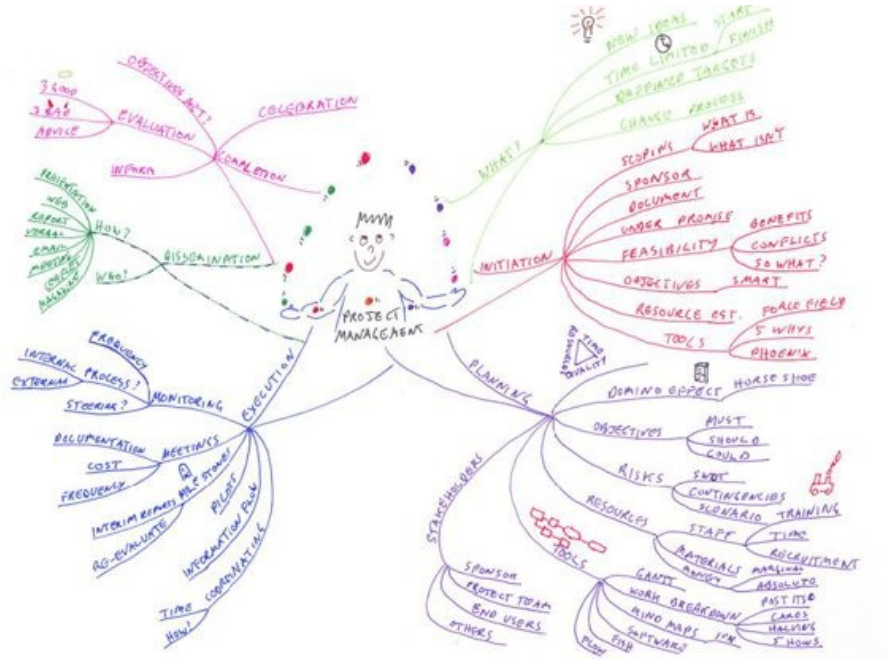 PROJECT
MANAGEMENT
WHAT?
NEW IDEAS
TIME LIMITED
START
FINISH
DEFINED TARGETS
CHANGE PROCESS
INITIATION
SCOPING
WHAT IS
WHAT ISN'T
SPONSOR
DOCUMENT
UNDER PROMISE
FEASIBILITY
BENEFITS
CONFLICTS
SO WHAT?
OBJECTIVES
SMART
RESOURCE EST.
TOOLS
FORCE FIELD
5 WHYS
PHOENIX
PLANNING
TIME
QUALITY
DOMINO EFFECT
HORSE SHOE
OBJECTIVES
MUST
SHOULD
COULD
RISKS
SWOT
CONTINGENCIES
SCENARIO
RESOURCES
STAFF
TRAINING
TIME
RECRUITMENT
MATERIALS
MONEY
MARGINAL
ABSOLUTE
TOOLS
GANTT
WORK BREAKDOWN
POST ITS
CARDS
HALVING
5 HOWS
MIND MAPS
SOFTWARE
FISH
FLOW
STAKEHOLDERS
SPONSOR
PROJECT TEAM
END USERS
OTHERS
EXECUTION
MONITORING
FREQUENCY
PROCESS?
INTERNAL
EXTERNAL
STEERING?
MEETINGS
DOCUMENTATION
COST
FREQUENCY
MILESTONES
INTERIM REPORTS
RE-EVALUATE
PILOTS
INFORMATION FLOW
COORDINATING
TIME
HOW?
DISSEMINATION
HOW?
PRESENTATION
WEB
REPORT
VERBAL
EMAIL
MEETING
MAGAZINE
WHO?
COMPLETION
OBJECTIVES MET?
CELEBRATION
EVALUATION
3 GOOD
3 BAD
ADVICE
INFORM